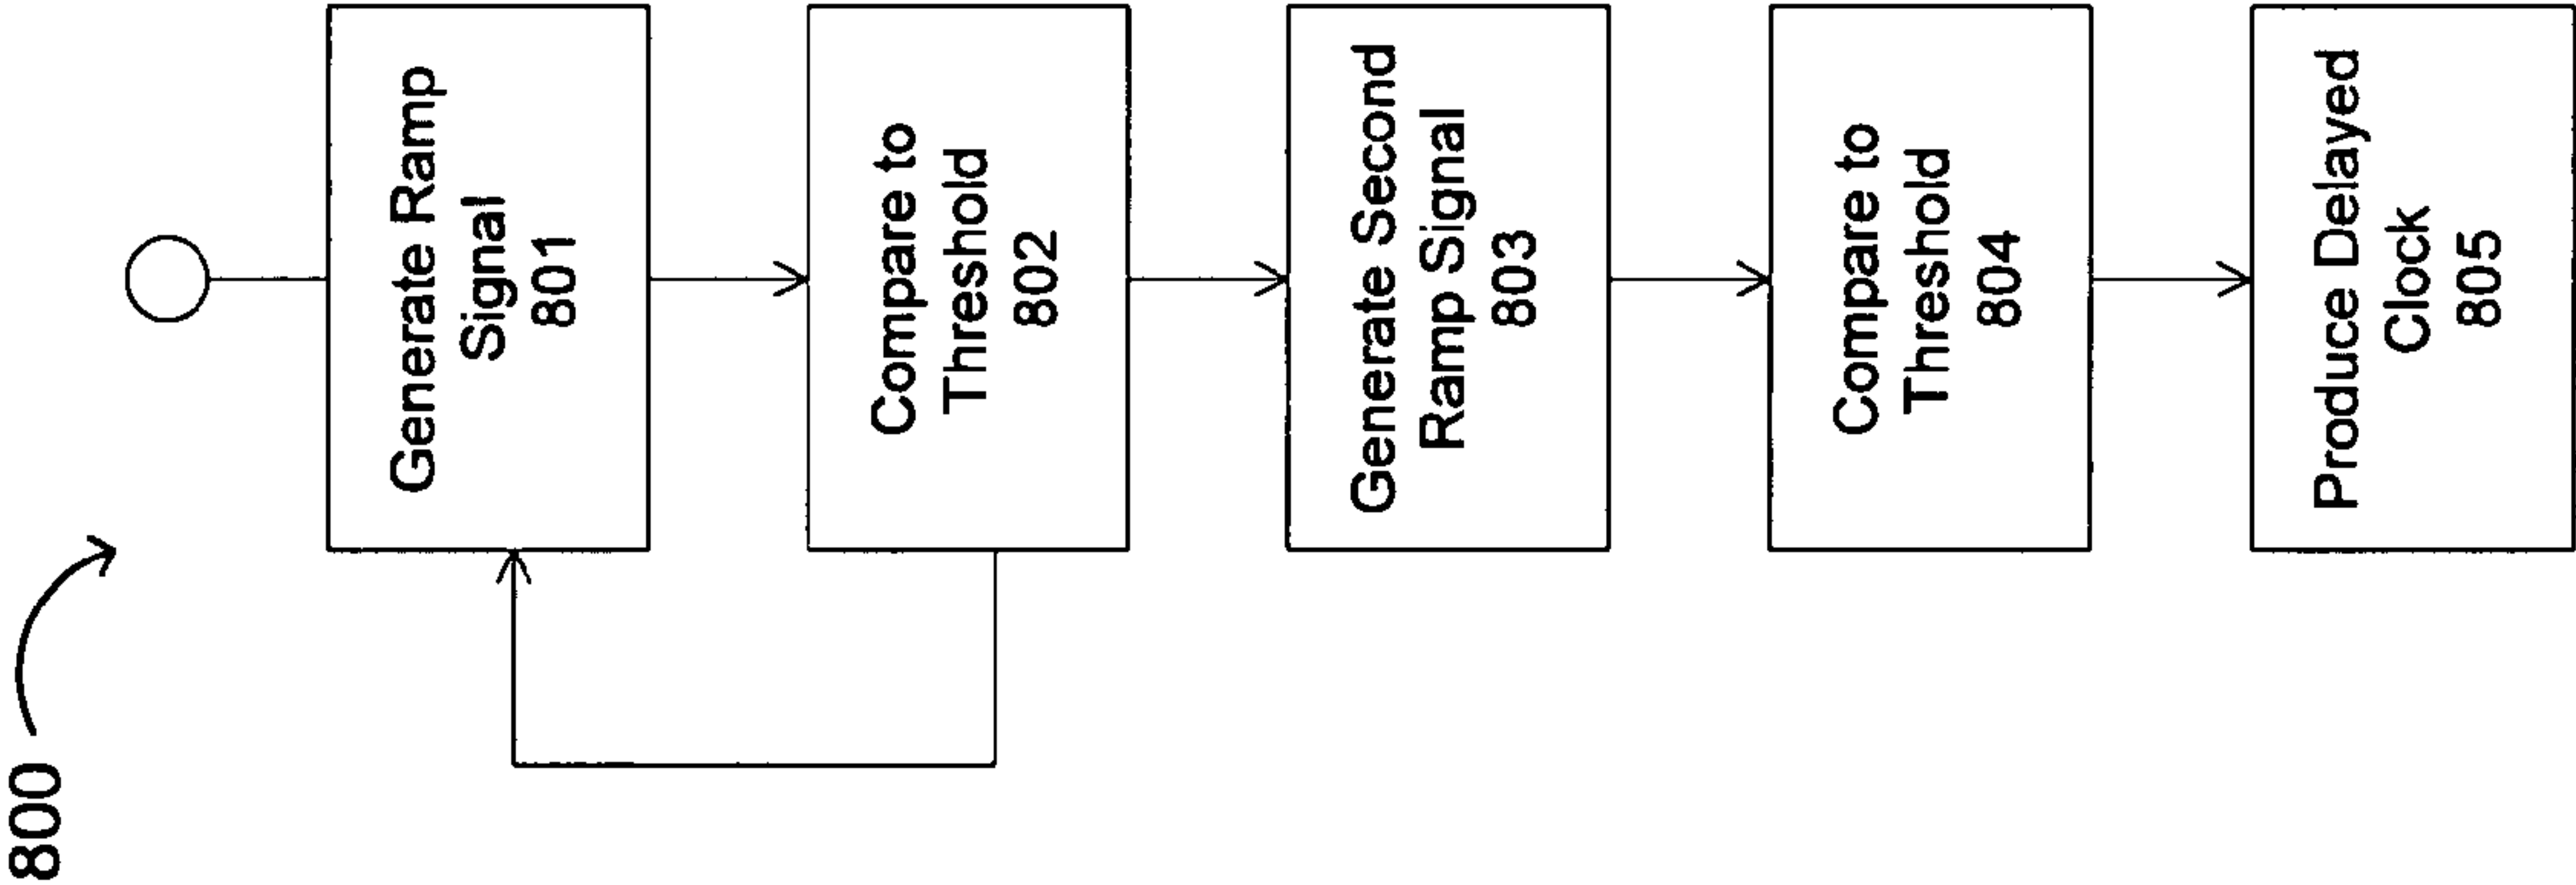 800
Generate Ramp
Signal
801
Compare to
Threshold
802
Generate Second
Ramp Signal
803
Compare to
Threshold
804
Produce Delayed
Clock
805